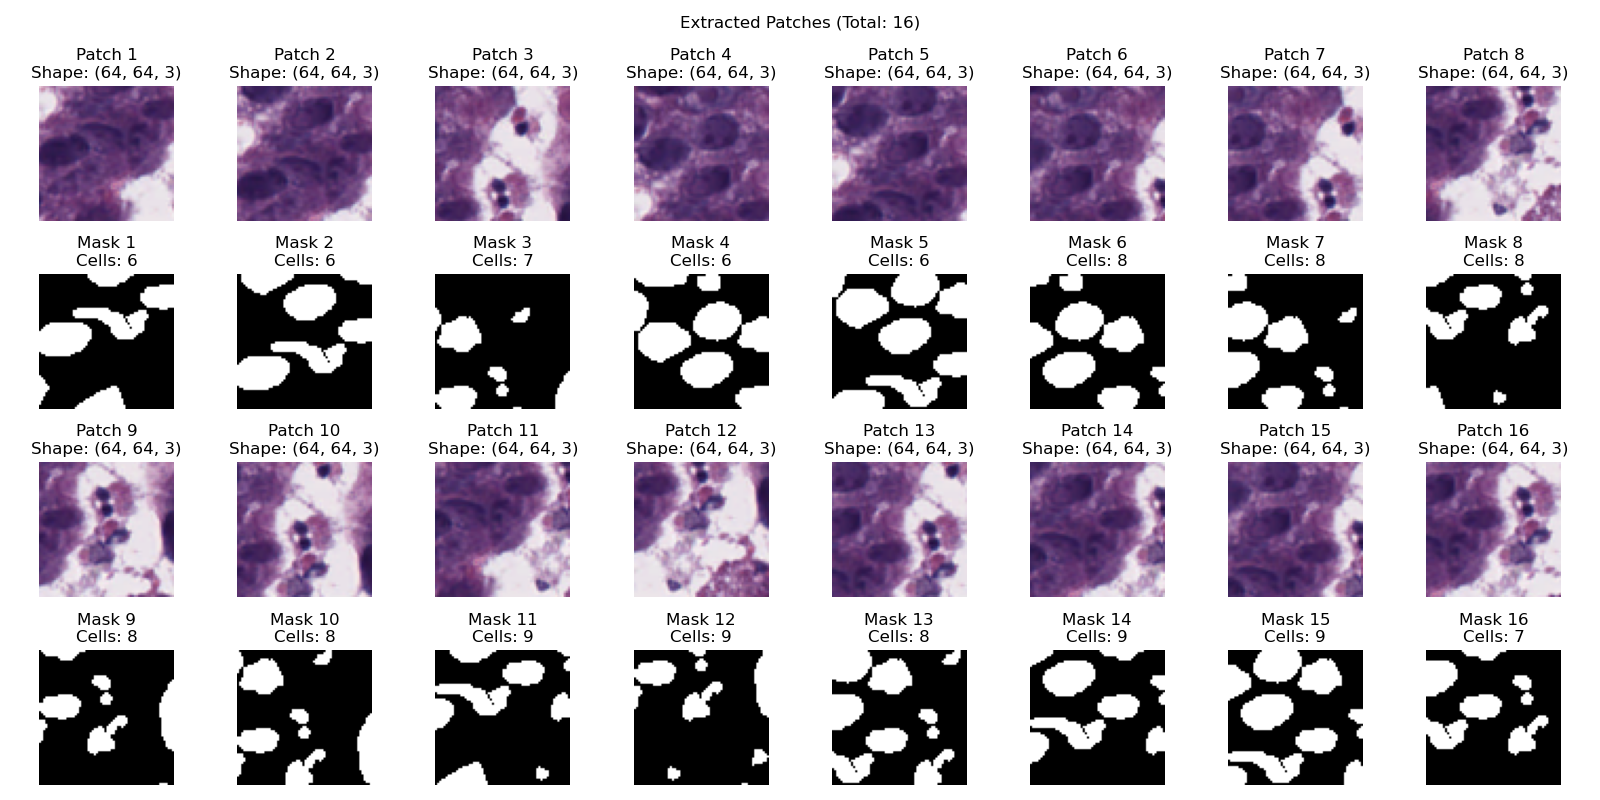 Extracted Patches (Total: 16)
Patch 1
Shape: (64, 64, 3)
Patch 2
Shape: (64, 64, 3)
Patch 3
Shape: (64, 64, 3)
Patch 4
Shape: (64, 64, 3)
Patch 5
Shape: (64, 64, 3)
Patch 6
Shape: (64, 64, 3)
Patch 7
Shape: (64, 64, 3)
Patch 8
Shape: (64, 64, 3)
Mask 1
Cells: 6
Mask 2
Cells: 6
Mask 3
Cells: 7
Mask 4
Cells: 6
Mask 5
Cells: 6
Mask 6
Cells: 8
Mask 7
Cells: 8
Mask 8
Cells: 8
Patch 9
Shape: (64, 64, 3)
Patch 10
Shape: (64, 64, 3)
Patch 11
Shape: (64, 64, 3)
Patch 12
Shape: (64, 64, 3)
Patch 13
Shape: (64, 64, 3)
Patch 14
Shape: (64, 64, 3)
Patch 15
Shape: (64, 64, 3)
Patch 16
Shape: (64, 64, 3)
Mask 9
Cells: 8
Mask 10
Cells: 8
Mask 11
Cells: 9
Mask 12
Cells: 9
Mask 13
Cells: 8
Mask 14
Cells: 9
Mask 15
Cells: 9
Mask 16
Cells: 7